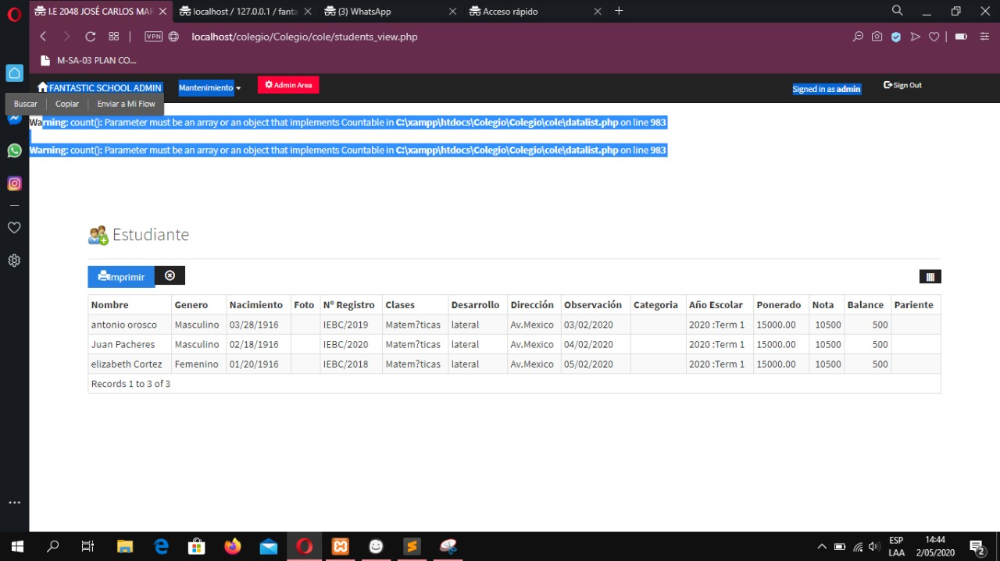 I.E 2048 JOSÉ CARLOS MAR
localhost / 127.0.0.1 / fanta
(3) WhatsApp
Acceso rápido
VPN
localhost/colegio/Colegio/cole/students_view.php
M-SA-03 PLAN CO...
FANTASTIC SCHOOL ADMIN
Mantenimiento
Admin Area
Signed in as admin
Sign Out
Buscar
Copiar
Enviar a Mi Flow
Warning: count(): Parameter must be an array or an object that implements Countable in C:\xampp\htdocs\Colegio\Colegio\cole\datalist.php on line 983
Warning: count(): Parameter must be an array or an object that implements Countable in C:\xampp\htdocs\Colegio\Colegio\cole\datalist.php on line 983
Estudiante
Imprimir
Nombre Genero Nacimiento Foto Nº Registro Clases Desarrollo Dirección Observación Categoria Año Escolar Ponerado Nota Balance Pariente
antonio orosco Masculino 03/28/1916 IEBC/2019 Matem?ticas lateral Av.Mexico 03/02/2020 2020 :Term 1 15000.00 10500 500
Juan Pacheres Masculino 02/18/1916 IEBC/2020 Matem?ticas lateral Av.Mexico 04/02/2020 2020 :Term 1 15000.00 10500 500
elizabeth Cortez Femenino 01/20/1916 IEBC/2018 Matem?ticas lateral Av.Mexico 05/02/2020 2020 :Term 1 15000.00 10500 500
Records 1 to 3 of 3
ESP
LAA
14:44
2/05/2020
2